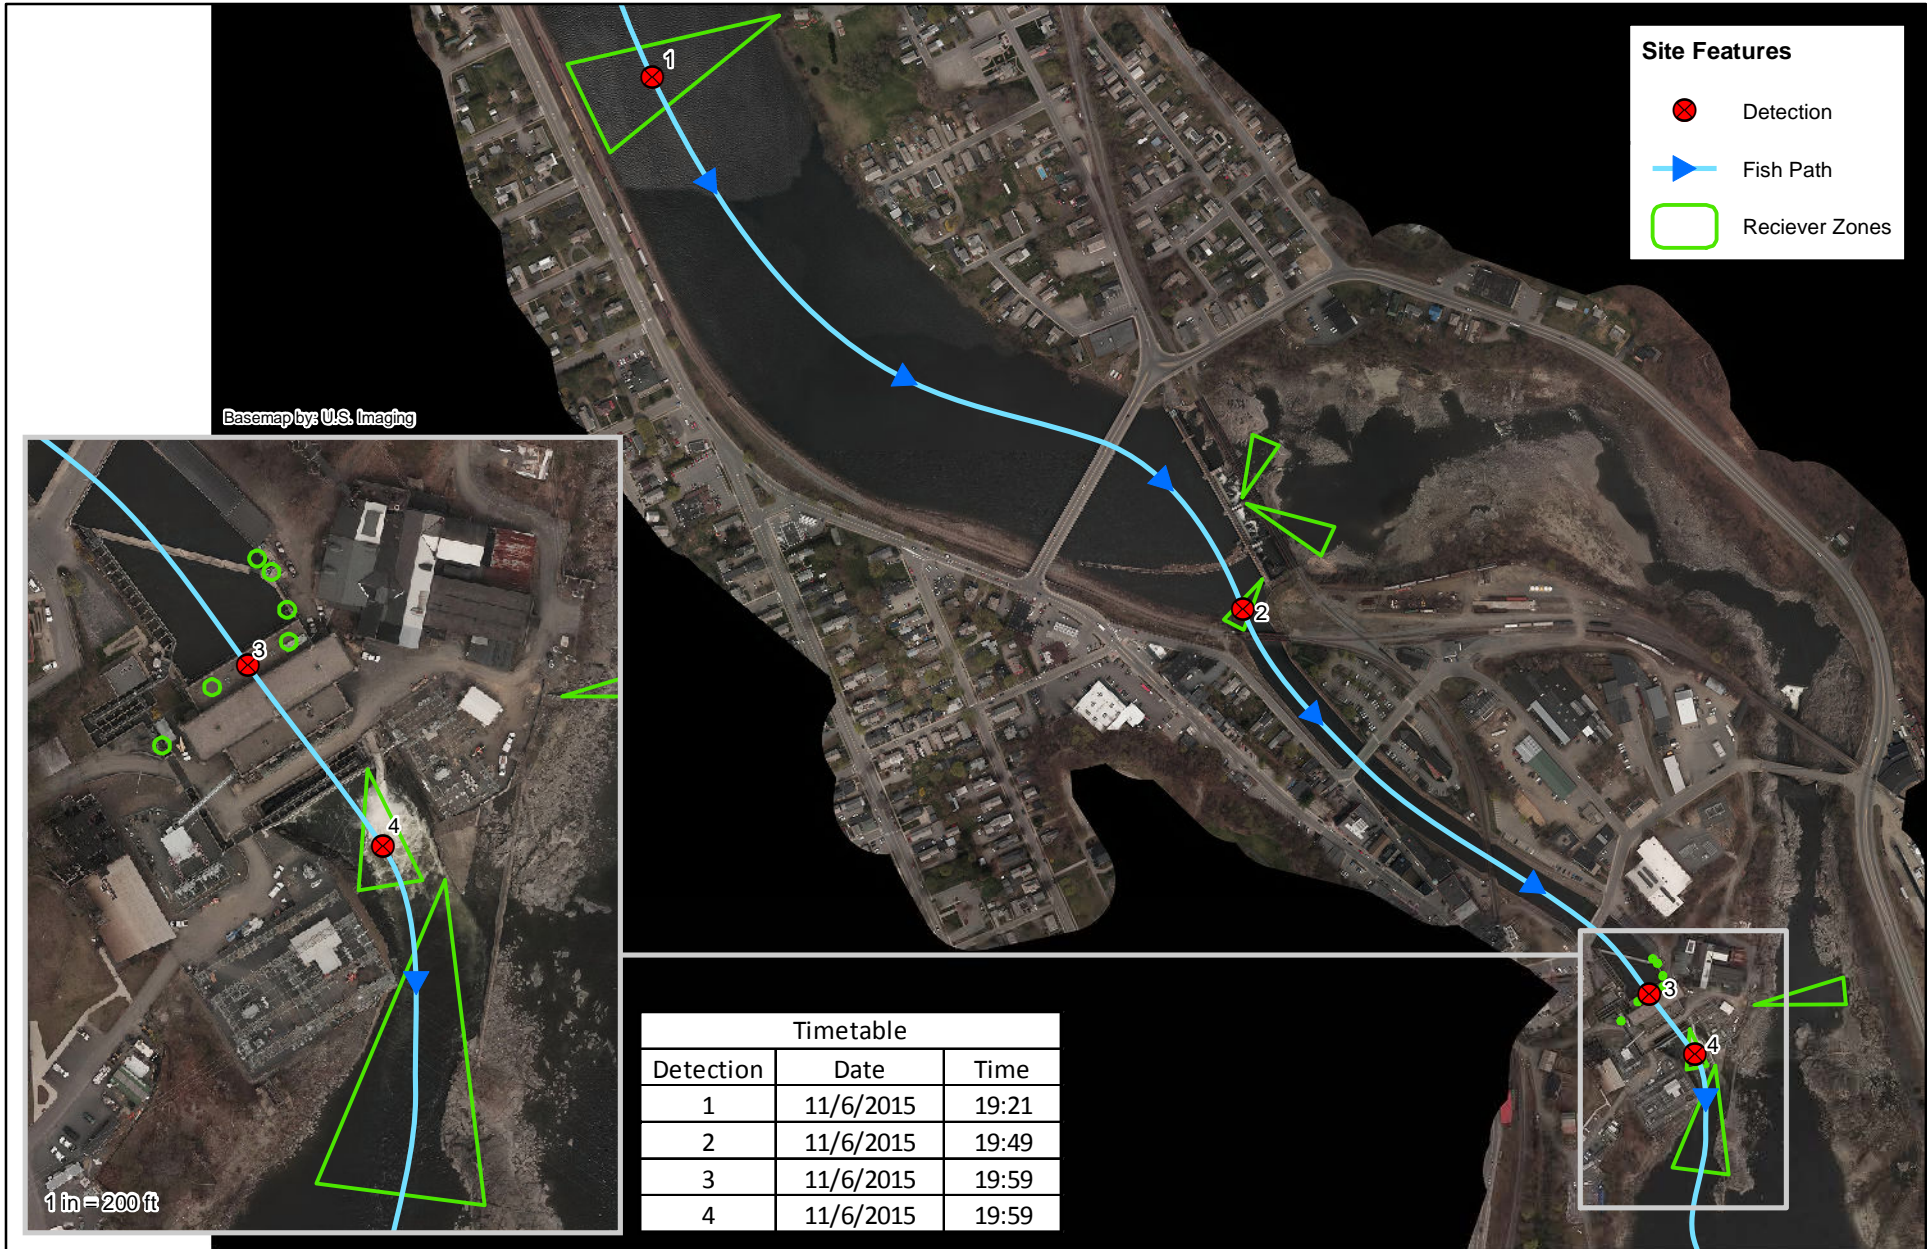 Site Features
Detection
Fish Path
Reciever Zones
1
2
3
4
Basemap by: U.S. Imaging
3
4
1 in = 200 ft
Timetable
Detection Date Time
1 11/6/2015 19:21
2 11/6/2015 19:49
3 11/6/2015 19:59
4 11/6/2015 19:59